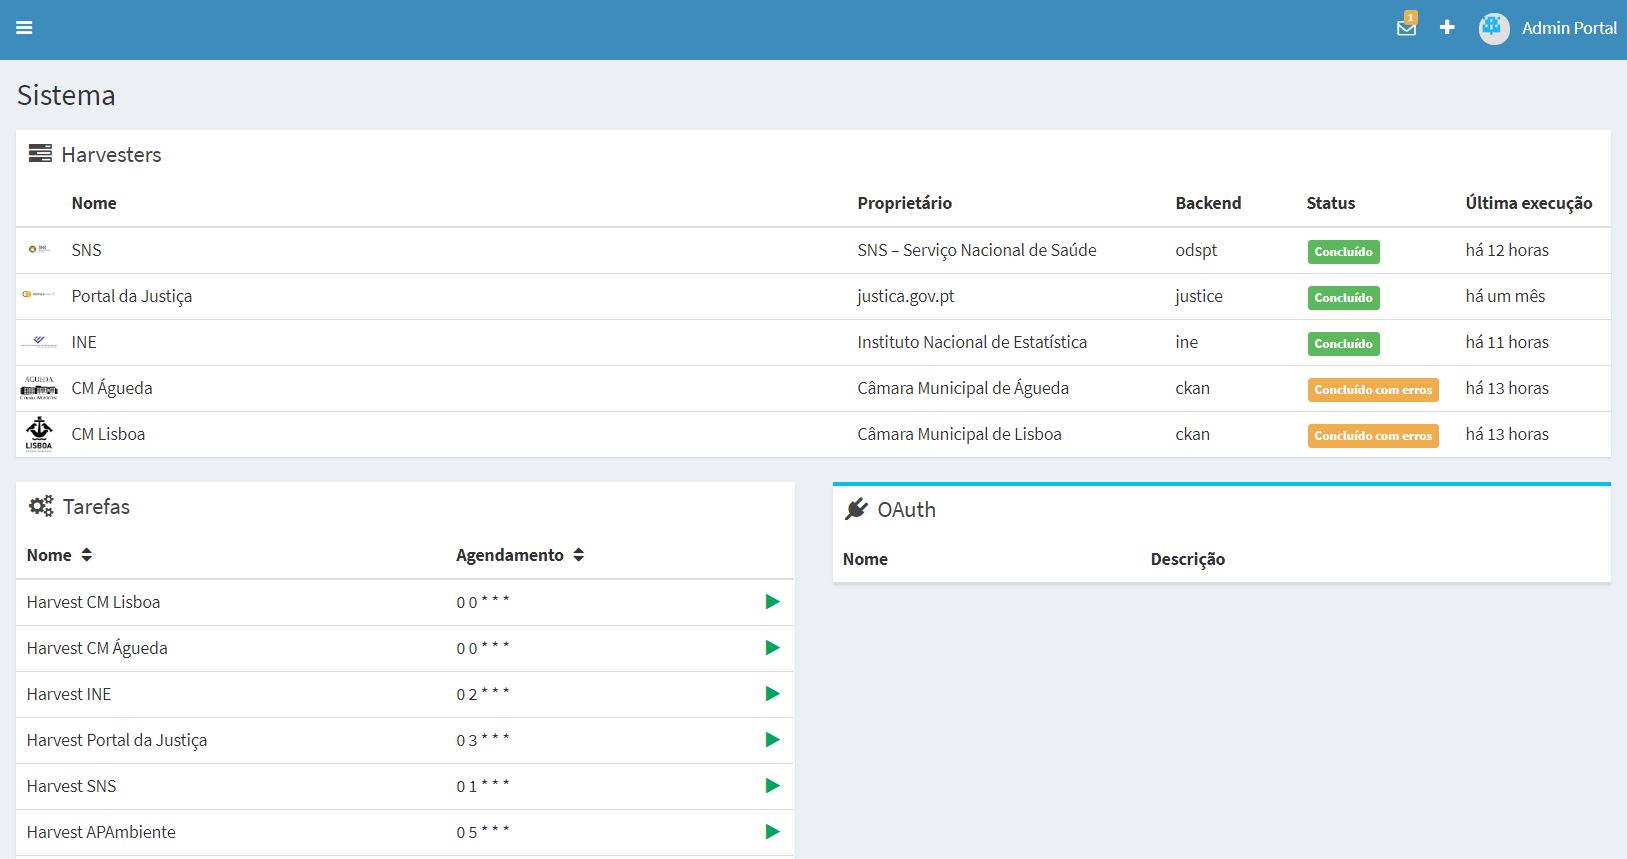 1
Admin Portal
Sistema
Harvesters
Nome Proprietário Backend Status Última execução
SNS SNS – Serviço Nacional de Saúde odspt Concluído há 12 horas
Portal da Justiça justica.gov.pt justice Concluído há um mês
INE Instituto Nacional de Estatística ine Concluído há 11 horas
ÁGUEDA
CM Águeda Câmara Municipal de Águeda ckan Concluído com erros há 13 horas
LISBOA
CM Lisboa Câmara Municipal de Lisboa ckan Concluído com erros há 13 horas
Tarefas
Nome Agendamento
Harvest CM Lisboa 0 0 * * *
Harvest CM Águeda 0 0 * * *
Harvest INE 0 2 * * *
Harvest Portal da Justiça 0 3 * * *
Harvest SNS 0 1 * * *
Harvest APAmbiente 0 5 * * *
OAuth
Nome Descrição